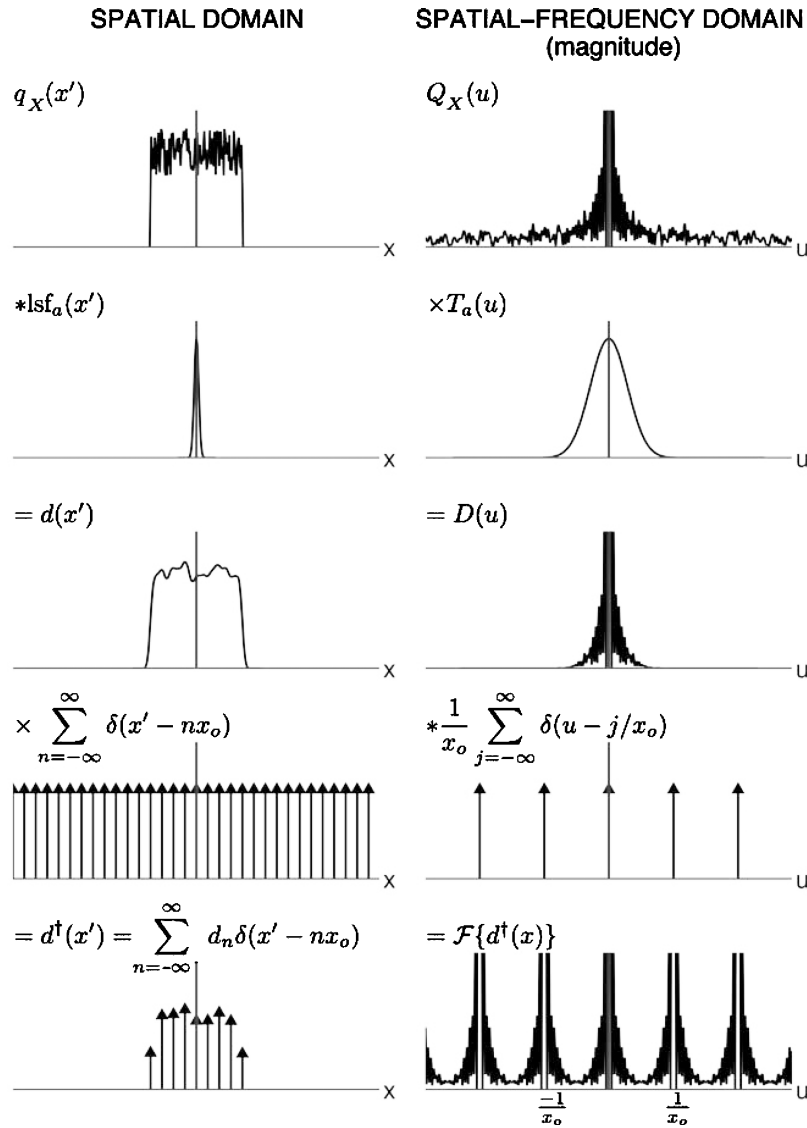 SPATIAL DOMAIN
SPATIAL–FREQUENCY DOMAIN
(magnitude)
q_X(x′)
Q_X(u)
x
u
*lsf_a(x′)
×T_a(u)
x
u
= d(x′)
= D(u)
x
u
× ∑_{n=−∞}^{∞} δ(x′ − nx_o)
*1/x_o ∑_{j=−∞}^{∞} δ(u − j/x_o)
x
u
= d†(x′) = ∑_{n=-∞}^{∞} d_nδ(x′ − nx_o)
= ℱ{d†(x)}
x
u
−1/x_o
1/x_o